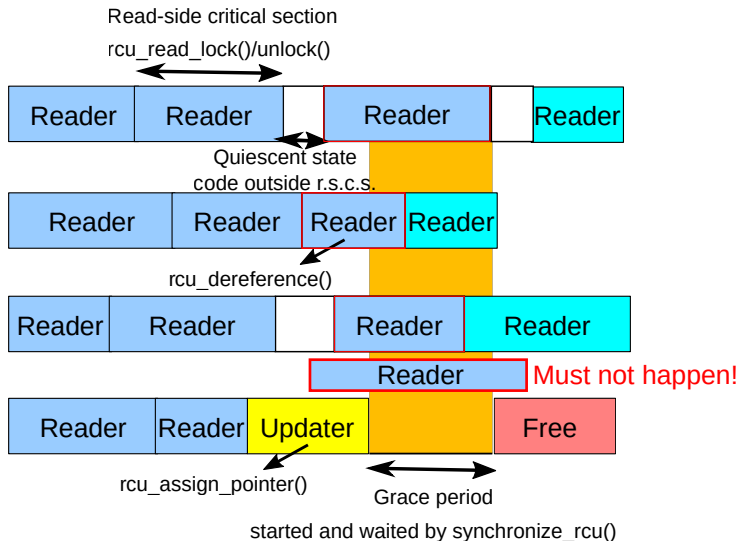 Read-side critical section
rcu_read_lock()/unlock()
Reader Reader Reader Reader
Quiescent state
code outside r.s.c.s.
Reader Reader Reader Reader
rcu_dereference()
Reader Reader Reader Reader
Reader Must not happen!
Reader Reader Updater Free
rcu_assign_pointer()
Grace period
started and waited by synchronize_rcu()